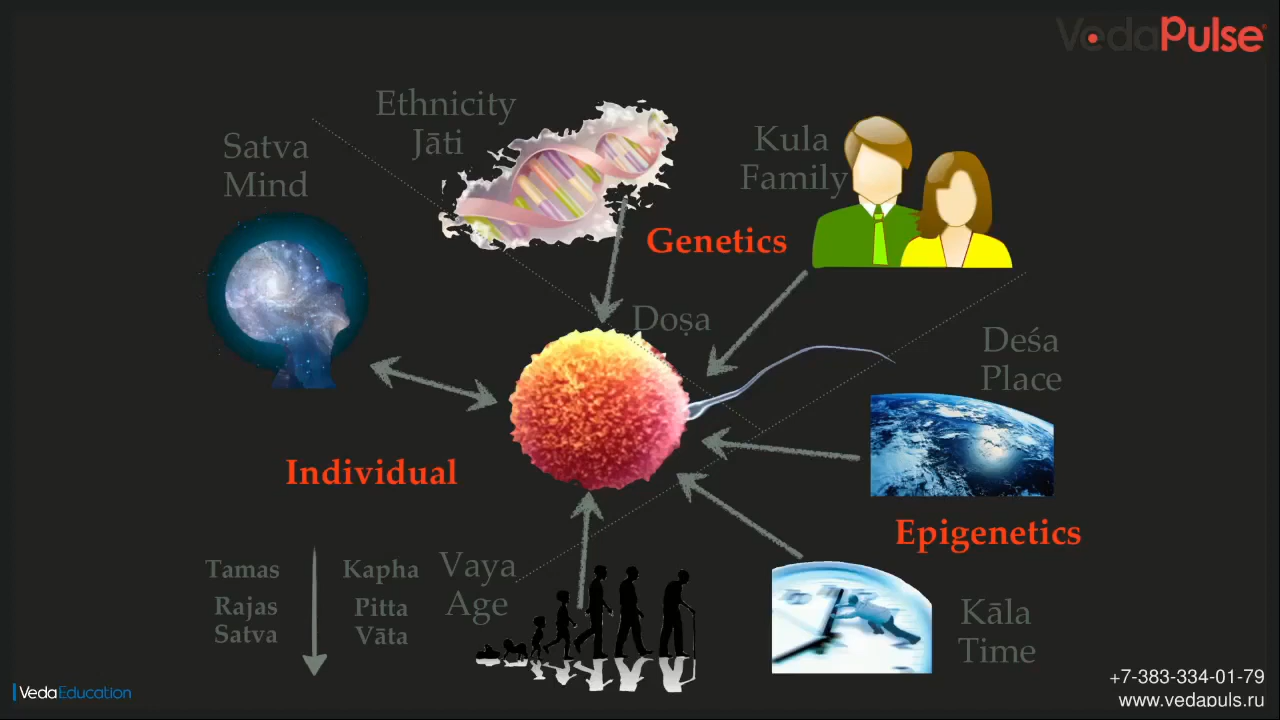 VedaPulse®
Ethnicity
Jāti
Satva
Mind
Kula
Family
Genetics
Doṣa
Deśa
Place
Individual
Epigenetics
Tamas
Rajas
Satva
Kapha
Pitta
Vāta
Vaya
Age
Kāla
Time
VedaEducation
+7-383-334-01-79
www.vedapuls.ru